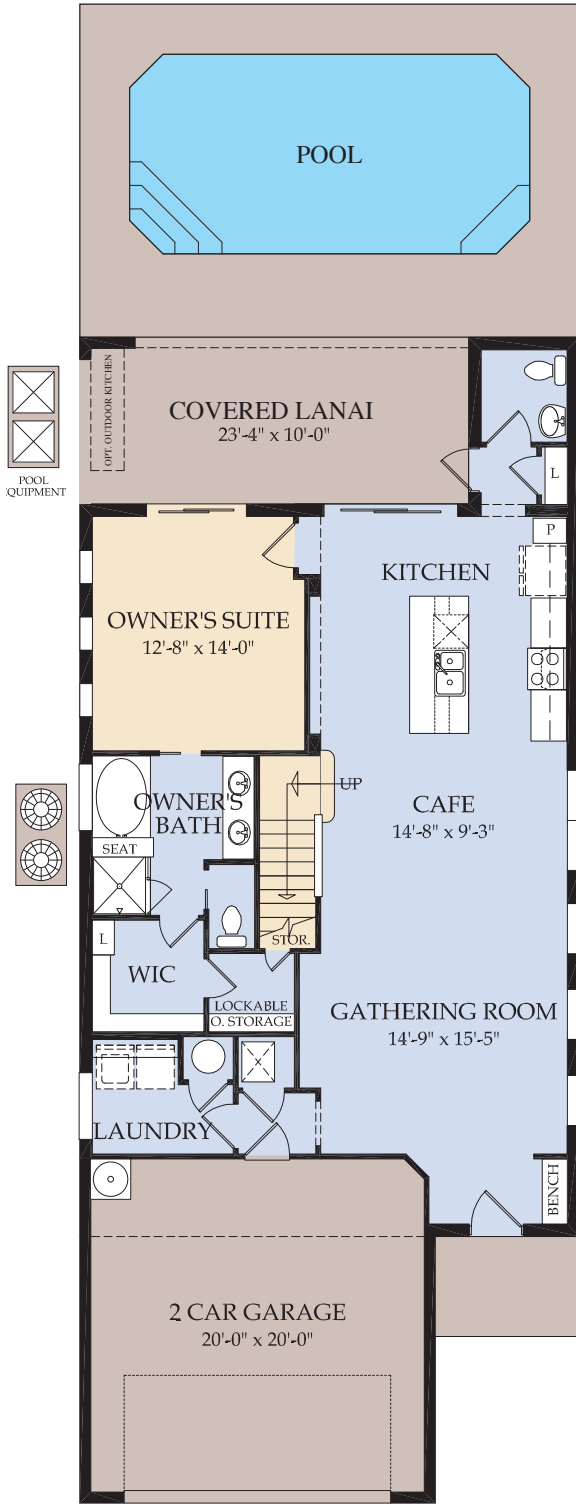 POOL
OPT. OUTDOOR KITCHEN
COVERED LANAI
23'-4" x 10'-0"
POOL
EQUIPMENT
L
P
KITCHEN
OWNER'S SUITE
12'-8" x 14'-0"
UP
OWNER'S
BATH
CAFE
14'-8" x 9'-3"
SEAT
STOR.
L
WIC
LOCKABLE
O. STORAGE
GATHERING ROOM
14'-9" x 15'-5"
X
LAUNDRY
BENCH
2 CAR GARAGE
20'-0" x 20'-0"